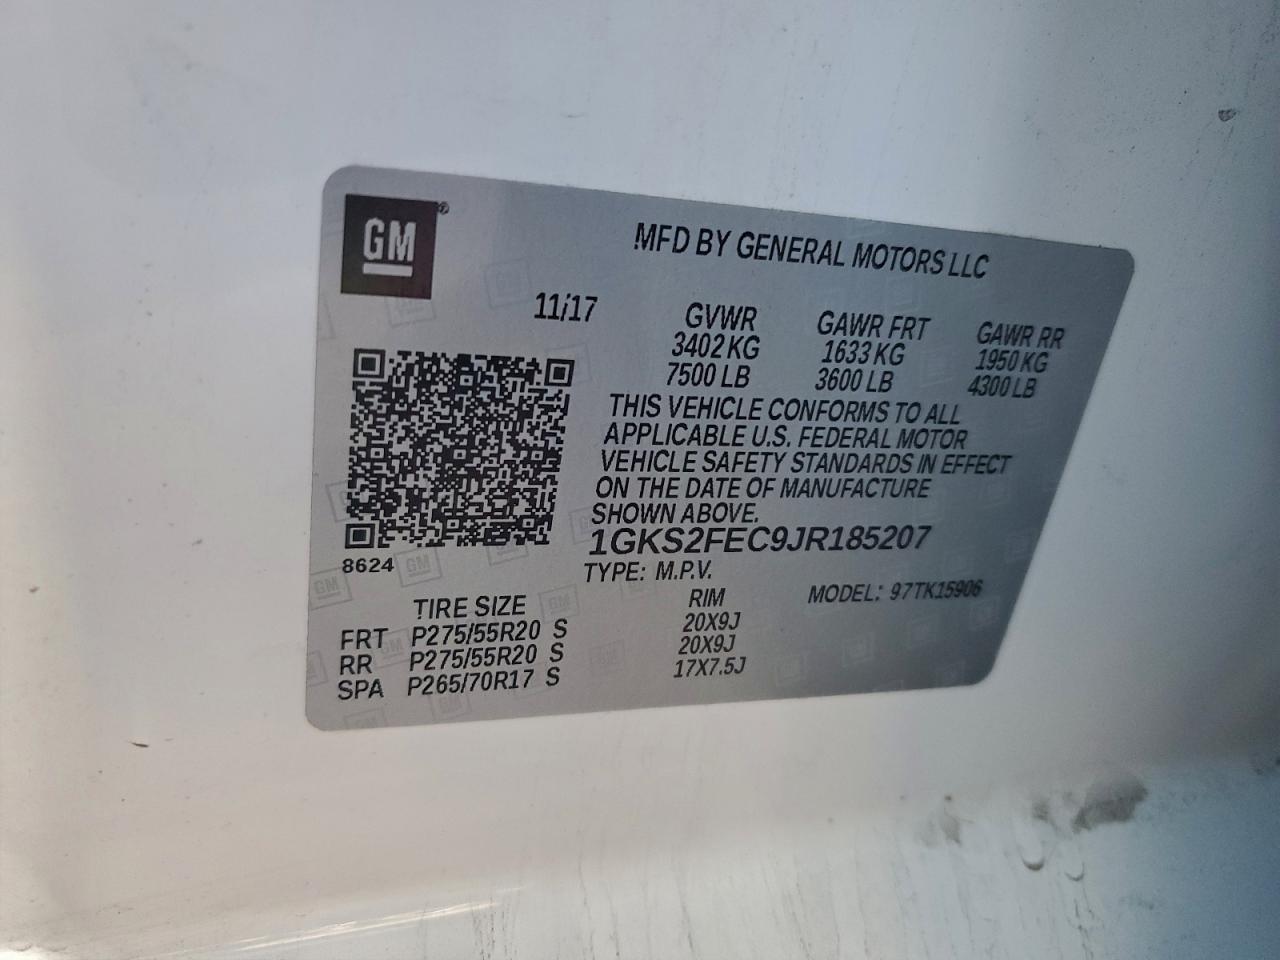 GM®
MFD BY GENERAL MOTORS LLC
11/17
GVWR GAWR FRT GAWR RR
3402 KG 1633 KG 1950 KG
7500 LB 3600 LB 4300 LB
THIS VEHICLE CONFORMS TO ALL
APPLICABLE U.S. FEDERAL MOTOR
VEHICLE SAFETY STANDARDS IN EFFECT
ON THE DATE OF MANUFACTURE
SHOWN ABOVE.
1GKS2FEC9JR185207
8624
TYPE: M.P.V. MODEL: 97TK15906
TIRE SIZE RIM
FRT P275/55R20 S 20X9J
RR P275/55R20 S 20X9J
SPA P265/70R17 S 17X7.5J